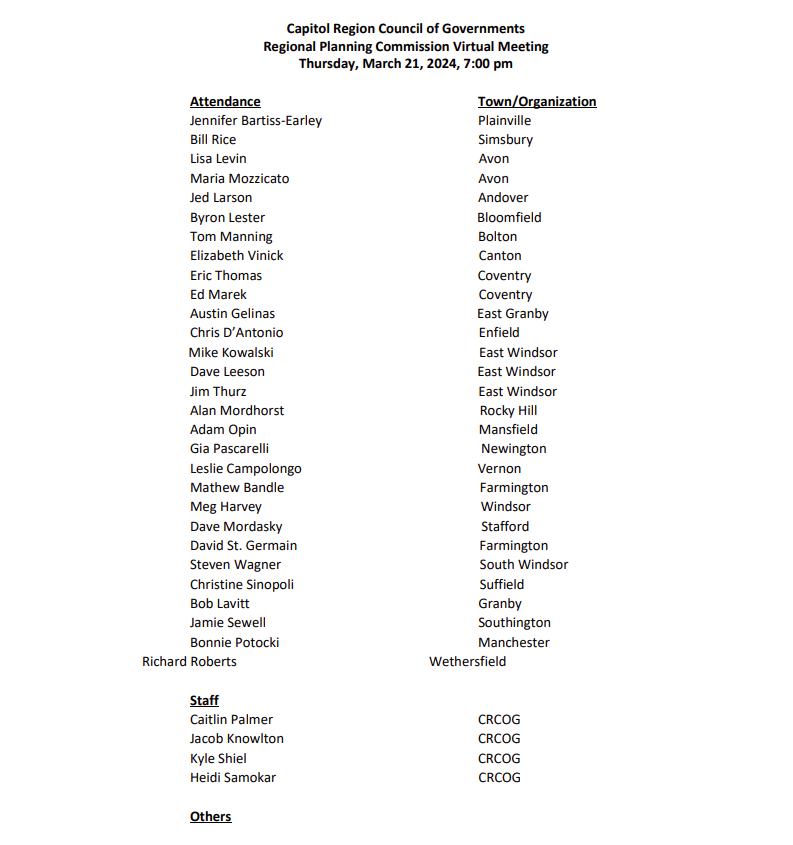 Capitol Region Council of Governments
Regional Planning Commission Virtual Meeting
Thursday, March 21, 2024, 7:00 pm
Attendance Town/Organization
Jennifer Bartiss-Earley Plainville
Bill Rice Simsbury
Lisa Levin Avon
Maria Mozzicato Avon
Jed Larson Andover
Byron Lester Bloomfield
Tom Manning Bolton
Elizabeth Vinick Canton
Eric Thomas Coventry
Ed Marek Coventry
Austin Gelinas East Granby
Chris D’Antonio Enfield
Mike Kowalski East Windsor
Dave Leeson East Windsor
Jim Thurz East Windsor
Alan Mordhorst Rocky Hill
Adam Opin Mansfield
Gia Pascarelli Newington
Leslie Campolongo Vernon
Mathew Bandle Farmington
Meg Harvey Windsor
Dave Mordasky Stafford
David St. Germain Farmington
Steven Wagner South Windsor
Christine Sinopoli Suffield
Bob Lavitt Granby
Jamie Sewell Southington
Bonnie Potocki Manchester
Richard Roberts Wethersfield
Staff
Caitlin Palmer CRCOG
Jacob Knowlton CRCOG
Kyle Shiel CRCOG
Heidi Samokar CRCOG
Others